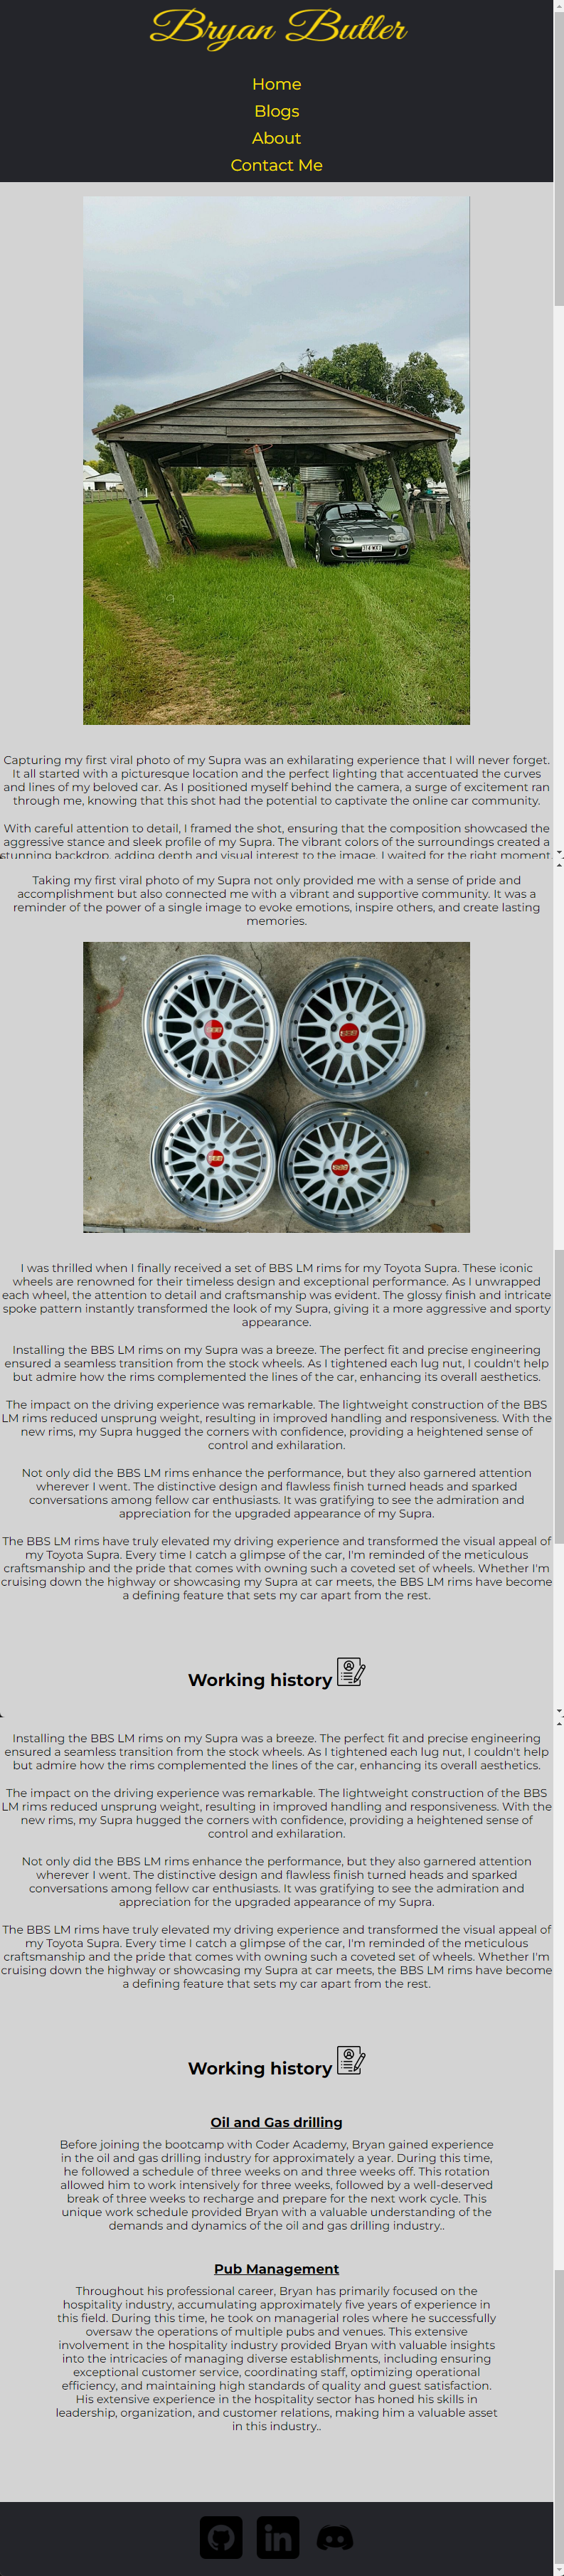 Bryan Butler
Home
Blogs
About
Contact Me
Capturing my first viral photo of my Supra was an exhilarating experience that I will never forget.
It all started with a picturesque location and the perfect lighting that accentuated the curves
and lines of my beloved car. As I positioned myself behind the camera, a surge of excitement ran
through me, knowing that this shot had the potential to captivate the online car community.
With careful attention to detail, I framed the shot, ensuring that the composition showcased the
aggressive stance and sleek profile of my Supra. The vibrant colors of the surroundings created a
stunning backdrop, adding depth and visual interest to the image. I waited for the right moment,
Taking my first viral photo of my Supra not only provided me with a sense of pride and
accomplishment but also connected me with a vibrant and supportive community. It was a
reminder of the power of a single image to evoke emotions, inspire others, and create lasting
memories.
I was thrilled when I finally received a set of BBS LM rims for my Toyota Supra. These iconic
wheels are renowned for their timeless design and exceptional performance. As I unwrapped
each wheel, the attention to detail and craftsmanship was evident. The glossy finish and intricate
spoke pattern instantly transformed the look of my Supra, giving it a more aggressive and sporty
appearance.
Installing the BBS LM rims on my Supra was a breeze. The perfect fit and precise engineering
ensured a seamless transition from the stock wheels. As I tightened each lug nut, I couldn't help
but admire how the rims complemented the lines of the car, enhancing its overall aesthetics.
The impact on the driving experience was remarkable. The lightweight construction of the BBS
LM rims reduced unsprung weight, resulting in improved handling and responsiveness. With the
new rims, my Supra hugged the corners with confidence, providing a heightened sense of
control and exhilaration.
Not only did the BBS LM rims enhance the performance, but they also garnered attention
wherever I went. The distinctive design and flawless finish turned heads and sparked
conversations among fellow car enthusiasts. It was gratifying to see the admiration and
appreciation for the upgraded appearance of my Supra.
The BBS LM rims have truly elevated my driving experience and transformed the visual appeal of
my Toyota Supra. Every time I catch a glimpse of the car, I'm reminded of the meticulous
craftsmanship and the pride that comes with owning such a coveted set of wheels. Whether I'm
cruising down the highway or showcasing my Supra at car meets, the BBS LM rims have become
a defining feature that sets my car apart from the rest.
Working history
Installing the BBS LM rims on my Supra was a breeze. The perfect fit and precise engineering
ensured a seamless transition from the stock wheels. As I tightened each lug nut, I couldn't help
but admire how the rims complemented the lines of the car, enhancing its overall aesthetics.
The impact on the driving experience was remarkable. The lightweight construction of the BBS
LM rims reduced unsprung weight, resulting in improved handling and responsiveness. With the
new rims, my Supra hugged the corners with confidence, providing a heightened sense of
control and exhilaration.
Not only did the BBS LM rims enhance the performance, but they also garnered attention
wherever I went. The distinctive design and flawless finish turned heads and sparked
conversations among fellow car enthusiasts. It was gratifying to see the admiration and
appreciation for the upgraded appearance of my Supra.
The BBS LM rims have truly elevated my driving experience and transformed the visual appeal of
my Toyota Supra. Every time I catch a glimpse of the car, I'm reminded of the meticulous
craftsmanship and the pride that comes with owning such a coveted set of wheels. Whether I'm
cruising down the highway or showcasing my Supra at car meets, the BBS LM rims have become
a defining feature that sets my car apart from the rest.
Working history
Oil and Gas drilling
Before joining the bootcamp with Coder Academy, Bryan gained experience
in the oil and gas drilling industry for approximately a year. During this time,
he followed a schedule of three weeks on and three weeks off. This rotation
allowed him to work intensively for three weeks, followed by a well-deserved
break of three weeks to recharge and prepare for the next work cycle. This
unique work schedule provided Bryan with a valuable understanding of the
demands and dynamics of the oil and gas drilling industry..
Pub Management
Throughout his professional career, Bryan has primarily focused on the
hospitality industry, accumulating approximately five years of experience in
this field. During this time, he took on managerial roles where he successfully
oversaw the operations of multiple pubs and venues. This extensive
involvement in the hospitality industry provided Bryan with valuable insights
into the intricacies of managing diverse establishments, including ensuring
exceptional customer service, coordinating staff, optimizing operational
efficiency, and maintaining high standards of quality and guest satisfaction.
His extensive experience in the hospitality sector has honed his skills in
leadership, organization, and customer relations, making him a valuable asset
in this industry..
in